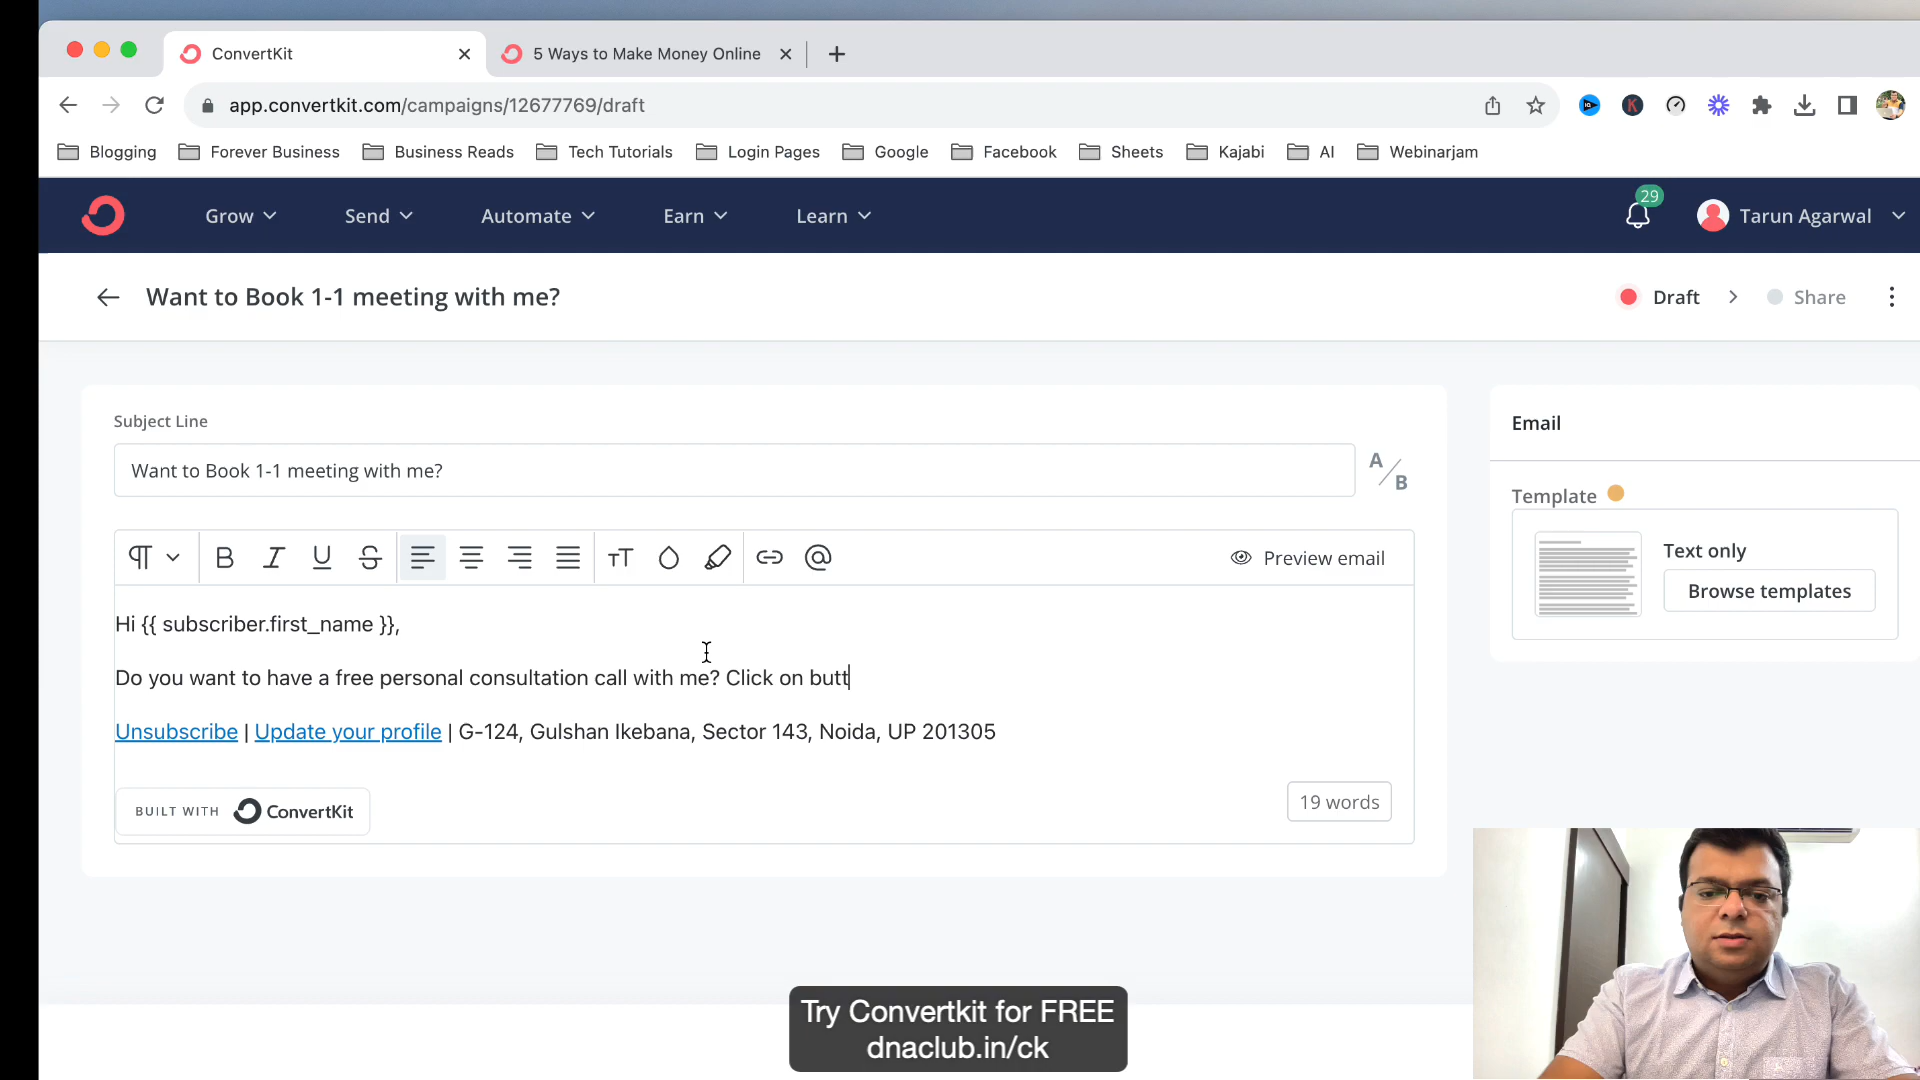 ConvertKit
5 Ways to Make Money Online
app.convertkit.com/campaigns/12677769/draft
Blogging Forever Business Business Reads Tech Tutorials Login Pages Google Facebook Sheets Kajabi AI Webinarjam
Grow Send Automate Earn Learn 29 Tarun Agarwal
Want to Book 1-1 meeting with me? Draft Share
Subject Line
Want to Book 1-1 meeting with me? A/B
Preview email
Hi {{ subscriber.first_name }},
Do you want to have a free personal consultation call with me? Click on butt
Unsubscribe | Update your profile | G-124, Gulshan Ikebana, Sector 143, Noida, UP 201305
BUILT WITH ConvertKit
19 words
Email
Template
Text only
Browse templates
Try Convertkit for FREE
dnaclub.in/ck